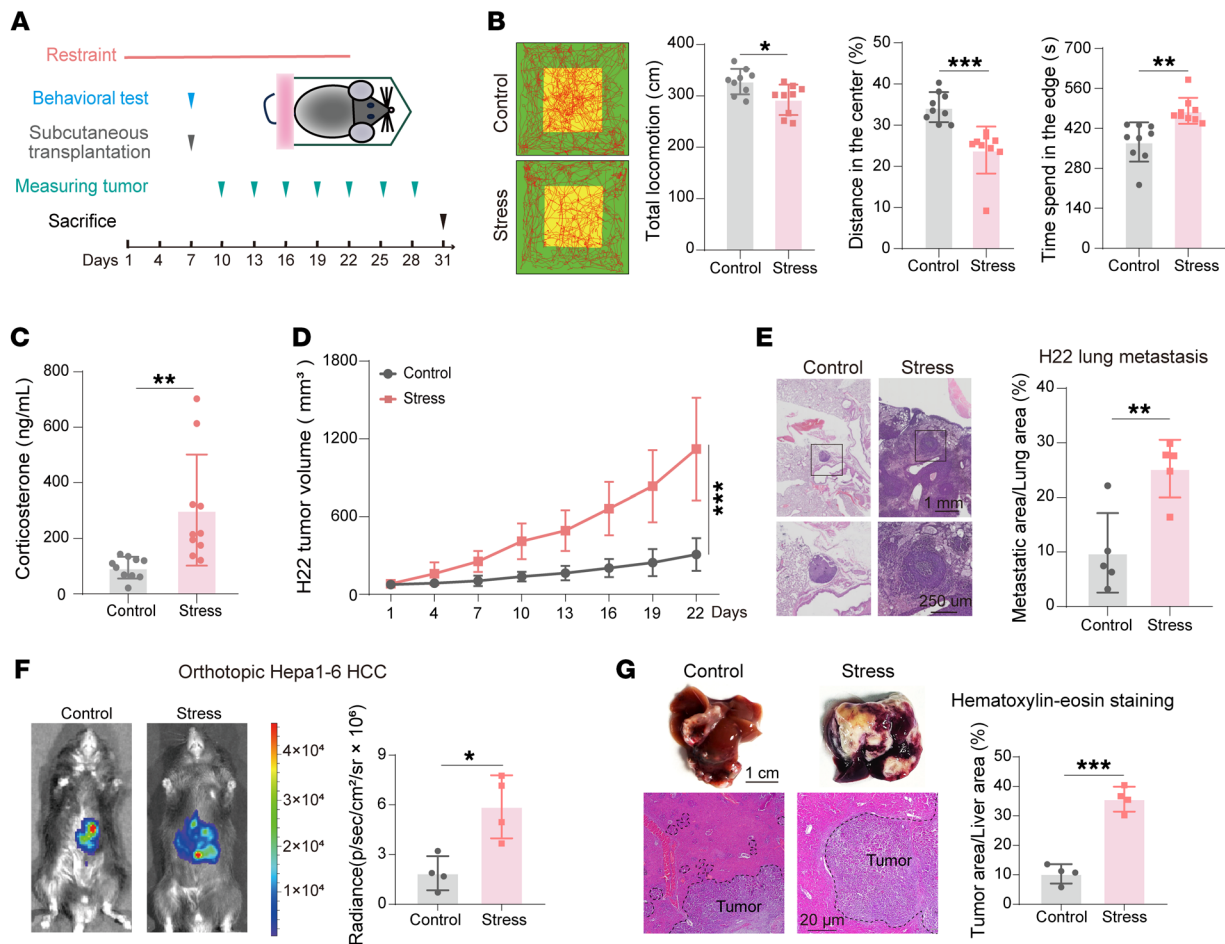 A
Restraint
Behavioral test
Subcutaneous
transplantation
Measuring tumor
Sacrifice
Days 1 4 7 10 13 16 19 22 25 28 31
B
Control
Stress
Total locomotion (cm)
400
300
200
100
0
*
Control Stress
Distance in the center (%)
50
40
30
20
10
0
***
Control Stress
Time spend in the edge (s)
700
560
420
280
140
0
**
Control Stress
C
Corticosterone (ng/mL)
800
600
400
200
0
**
Control Stress
D
H22 tumor volume ( mm³ )
1800
1200
600
0
Control
Stress
***
1 4 7 10 13 16 19 22 Days
E
Control Stress
1 mm
250 um
H22 lung metastasis
Metastatic area/Lung area (%)
40
30
20
10
0
**
Control Stress
F
Orthotopic Hepa1-6 HCC
Control Stress
4×10⁴
3×10⁴
2×10⁴
1×10⁴
Radiance(p/sec/cm²/sr × 10⁶)
9
6
3
0
*
Control Stress
G
Control Stress
1 cm
Tumor
Tumor
20 µm
Hematoxylin-eosin staining
Tumor area/Liver area (%)
50
40
30
20
10
0
***
Control Stress